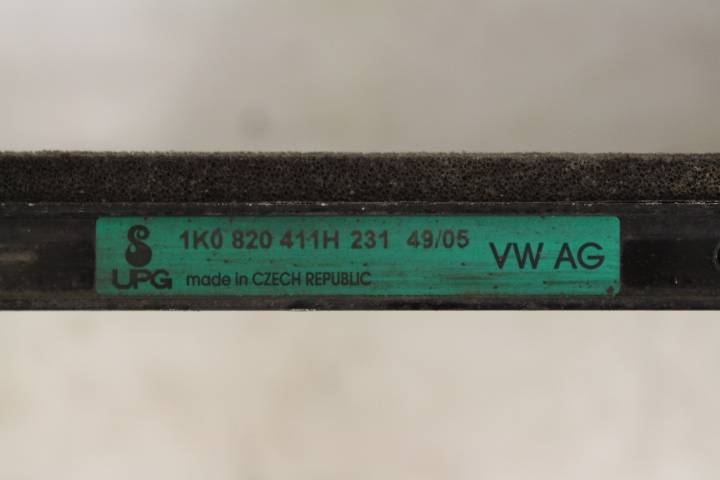 1K0 820 411H 231 49/05 VW AG
UPG made in CZECH REPUBLIC